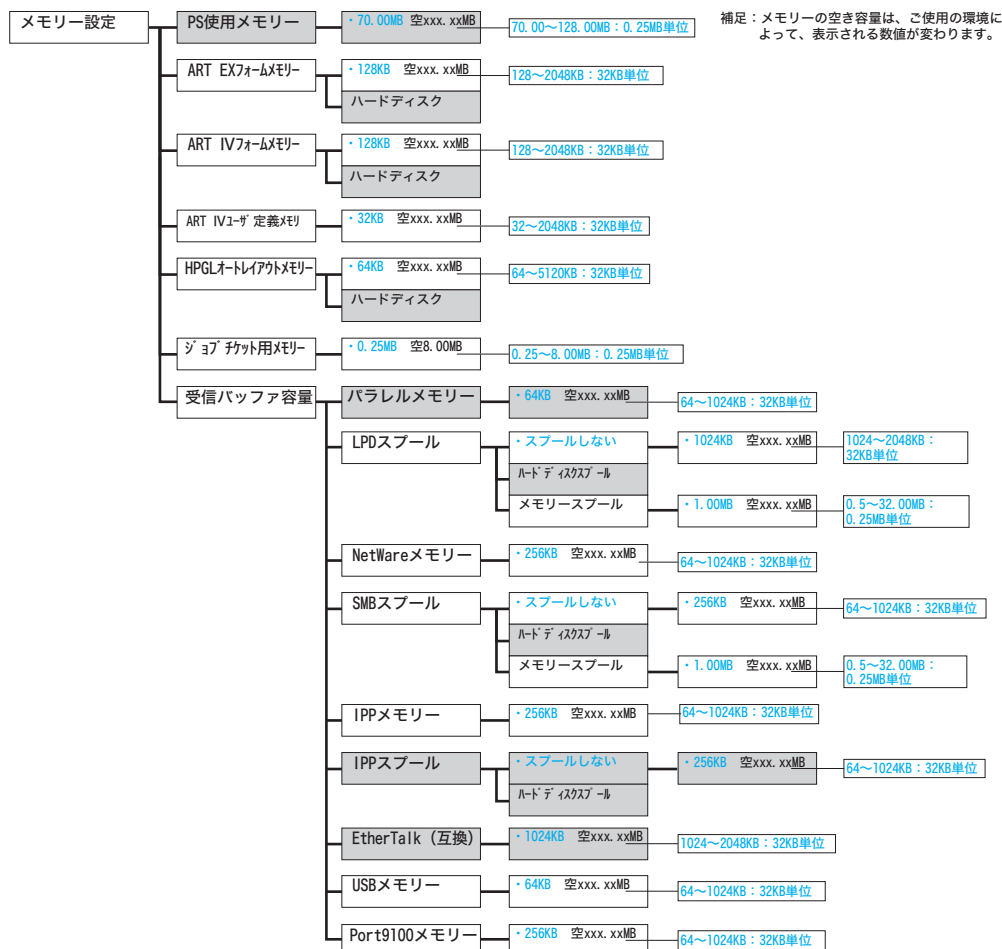 メモリー設定
PS使用メモリー
・70.00MB 空xxx.xxMB
70.00～128.00MB：0.25MB単位
補足：メモリーの空き容量は、ご使用の環境に
よって、表示される数値が変わります。
ART EXフォームメモリー
・128KB 空xxx.xxMB
128～2048KB：32KB単位
ハードディスク
ART IVフォームメモリー
・128KB 空xxx.xxMB
128～2048KB：32KB単位
ハードディスク
ART IVユーザ定義メモリ
・32KB 空xxx.xxMB
32～2048KB：32KB単位
HPGLオートレイアウトメモリー
・64KB 空xxx.xxMB
64～5120KB：32KB単位
ハードディスク
ジョブチケット用メモリー
・0.25MB 空8.00MB
0.25～8.00MB：0.25MB単位
受信バッファ容量
パラレルメモリー
・64KB 空xxx.xxMB
64～1024KB：32KB単位
LPDスプール
・スプールしない
・1024KB 空xxx.xxMB
1024～2048KB：
32KB単位
ハードディスクスプール
メモリースプール
・1.00MB 空xxx.xxMB
0.5～32.00MB：
0.25MB単位
NetWareメモリー
・256KB 空xxx.xxMB
64～1024KB：32KB単位
SMBスプール
・スプールしない
・256KB 空xxx.xxMB
64～1024KB：32KB単位
ハードディスクスプール
メモリースプール
・1.00MB 空xxx.xxMB
0.5～32.00MB：
0.25MB単位
IPPメモリー
・256KB 空xxx.xxMB
64～1024KB：32KB単位
IPPスプール
・スプールしない
・256KB 空xxx.xxMB
64～1024KB：32KB単位
ハードディスクスプール
EtherTalk（互換）
・1024KB 空xxx.xxMB
1024～2048KB：32KB単位
USBメモリー
・64KB 空xxx.xxMB
64～1024KB：32KB単位
Port9100メモリー
・256KB 空xxx.xxMB
64～1024KB：32KB単位